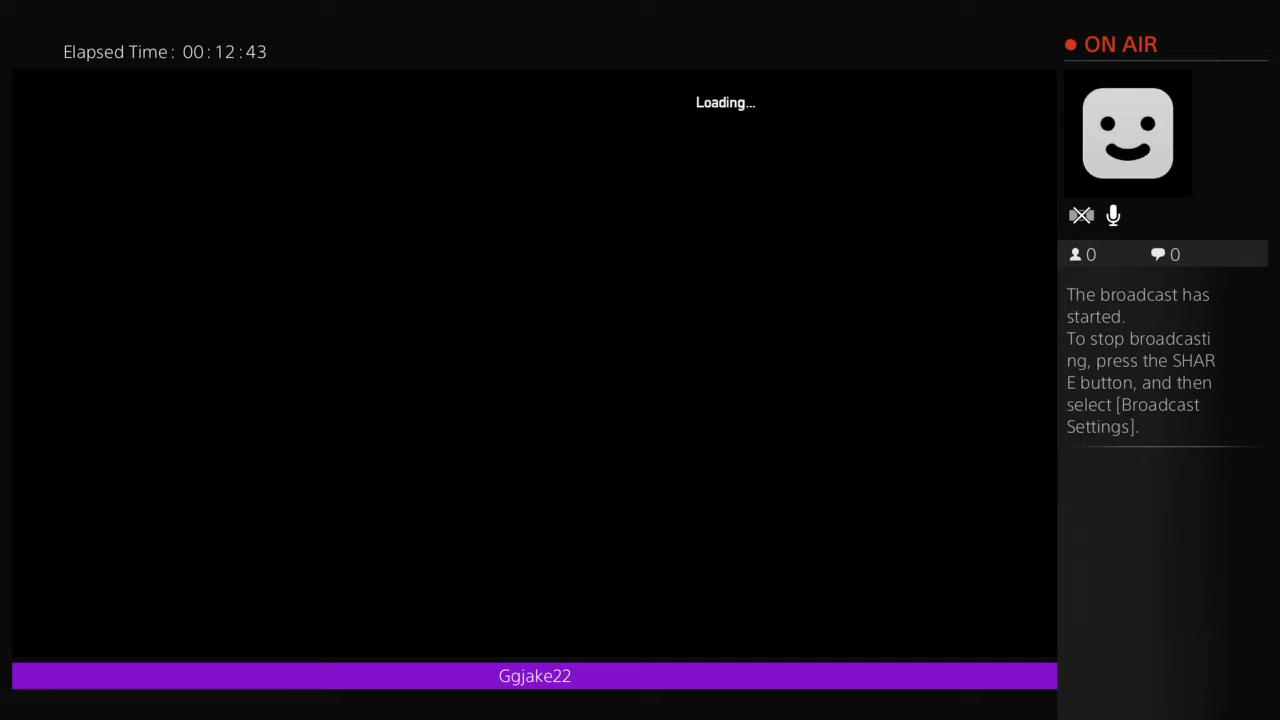 Elapsed Time: 00:12:43
ON AIR
Loading...
0 0
The broadcast has
started.
To stop broadcasti
ng, press the SHAR
E button, and then
select [Broadcast
Settings].
Ggjake22